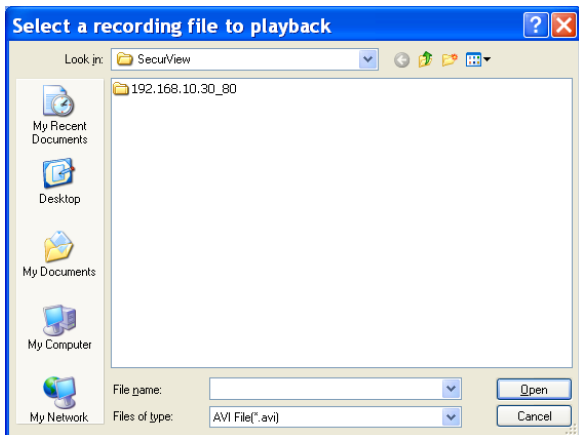 Select a recording file to playback
Look in:
SecurView
192.168.10.30_80
My Recent
Documents
Desktop
My Documents
My Computer
My Network
File name:
Open
Files of type:
AVI File(*.avi)
Cancel